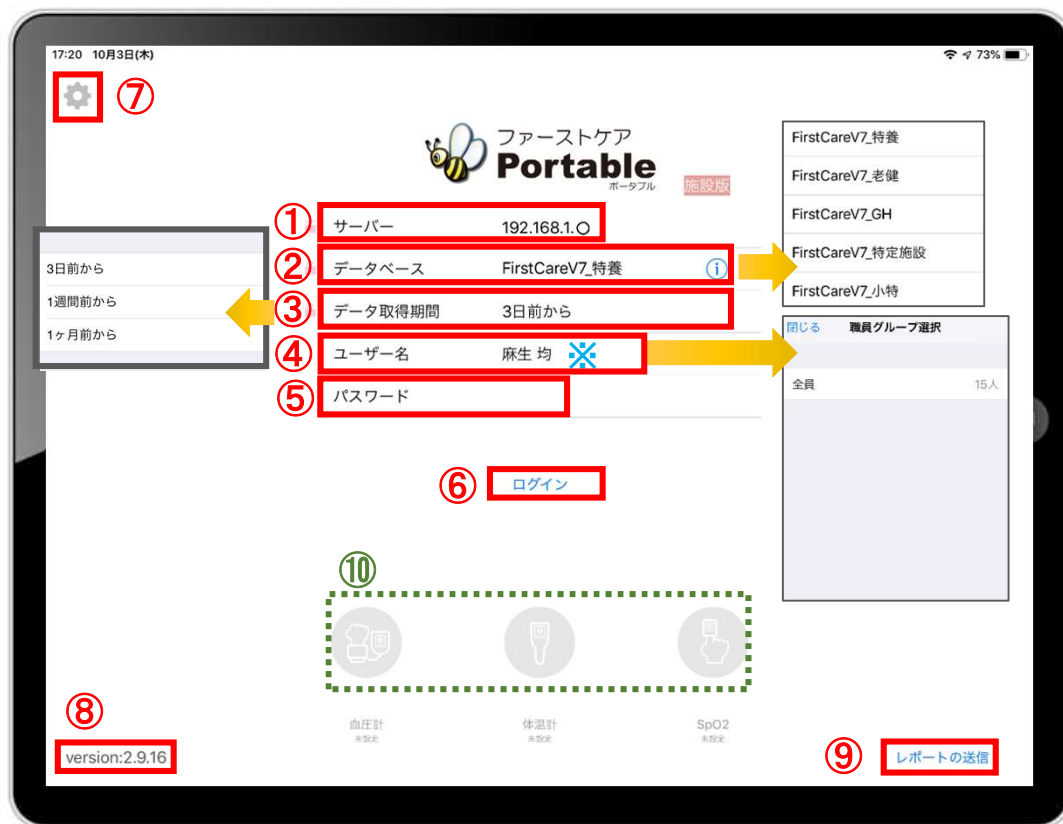 17:20 10月3日(木)
73%
⑦
ファーストケア
Portable
ポータブル
施設版
① サーバー 192.168.1.○
② データベース FirstCareV7_特養
③ データ取得期間 3日前から
④ ユーザー名 麻生 均 ※
⑤ パスワード
⑥ ログイン
3日前から
1週間前から
1ヶ月前から
FirstCareV7_特養
FirstCareV7_老健
FirstCareV7_GH
FirstCareV7_特定施設
FirstCareV7_小特
閉じる 職員グループ選択
全員 15人
⑩
血圧計 体温計 SpO2
未設定 未設定 未設定
⑧
version:2.9.16
⑨ レポートの送信